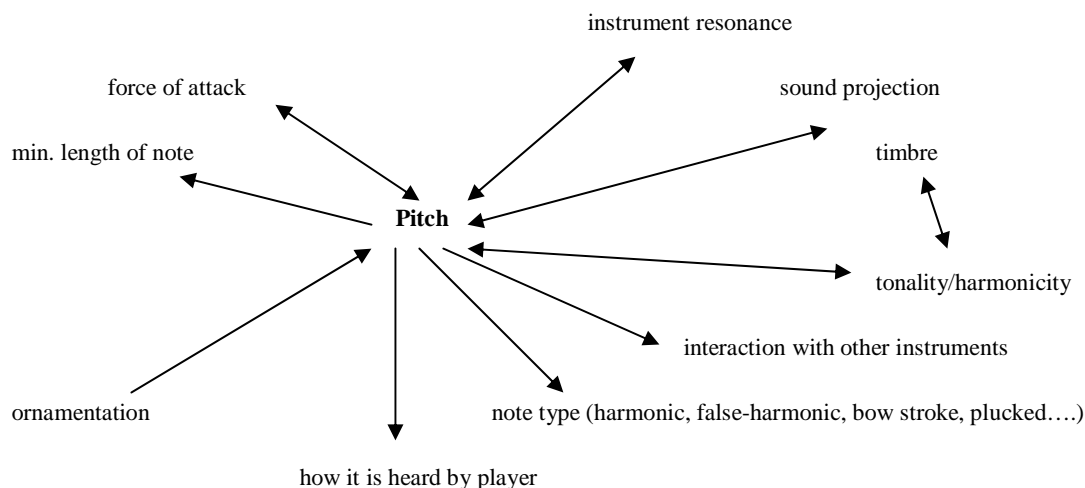 instrument resonance
force of attack
sound projection
min. length of note
timbre
Pitch
tonality/harmonicity
interaction with other instruments
ornamentation
note type (harmonic, false-harmonic, bow stroke, plucked….)
how it is heard by player